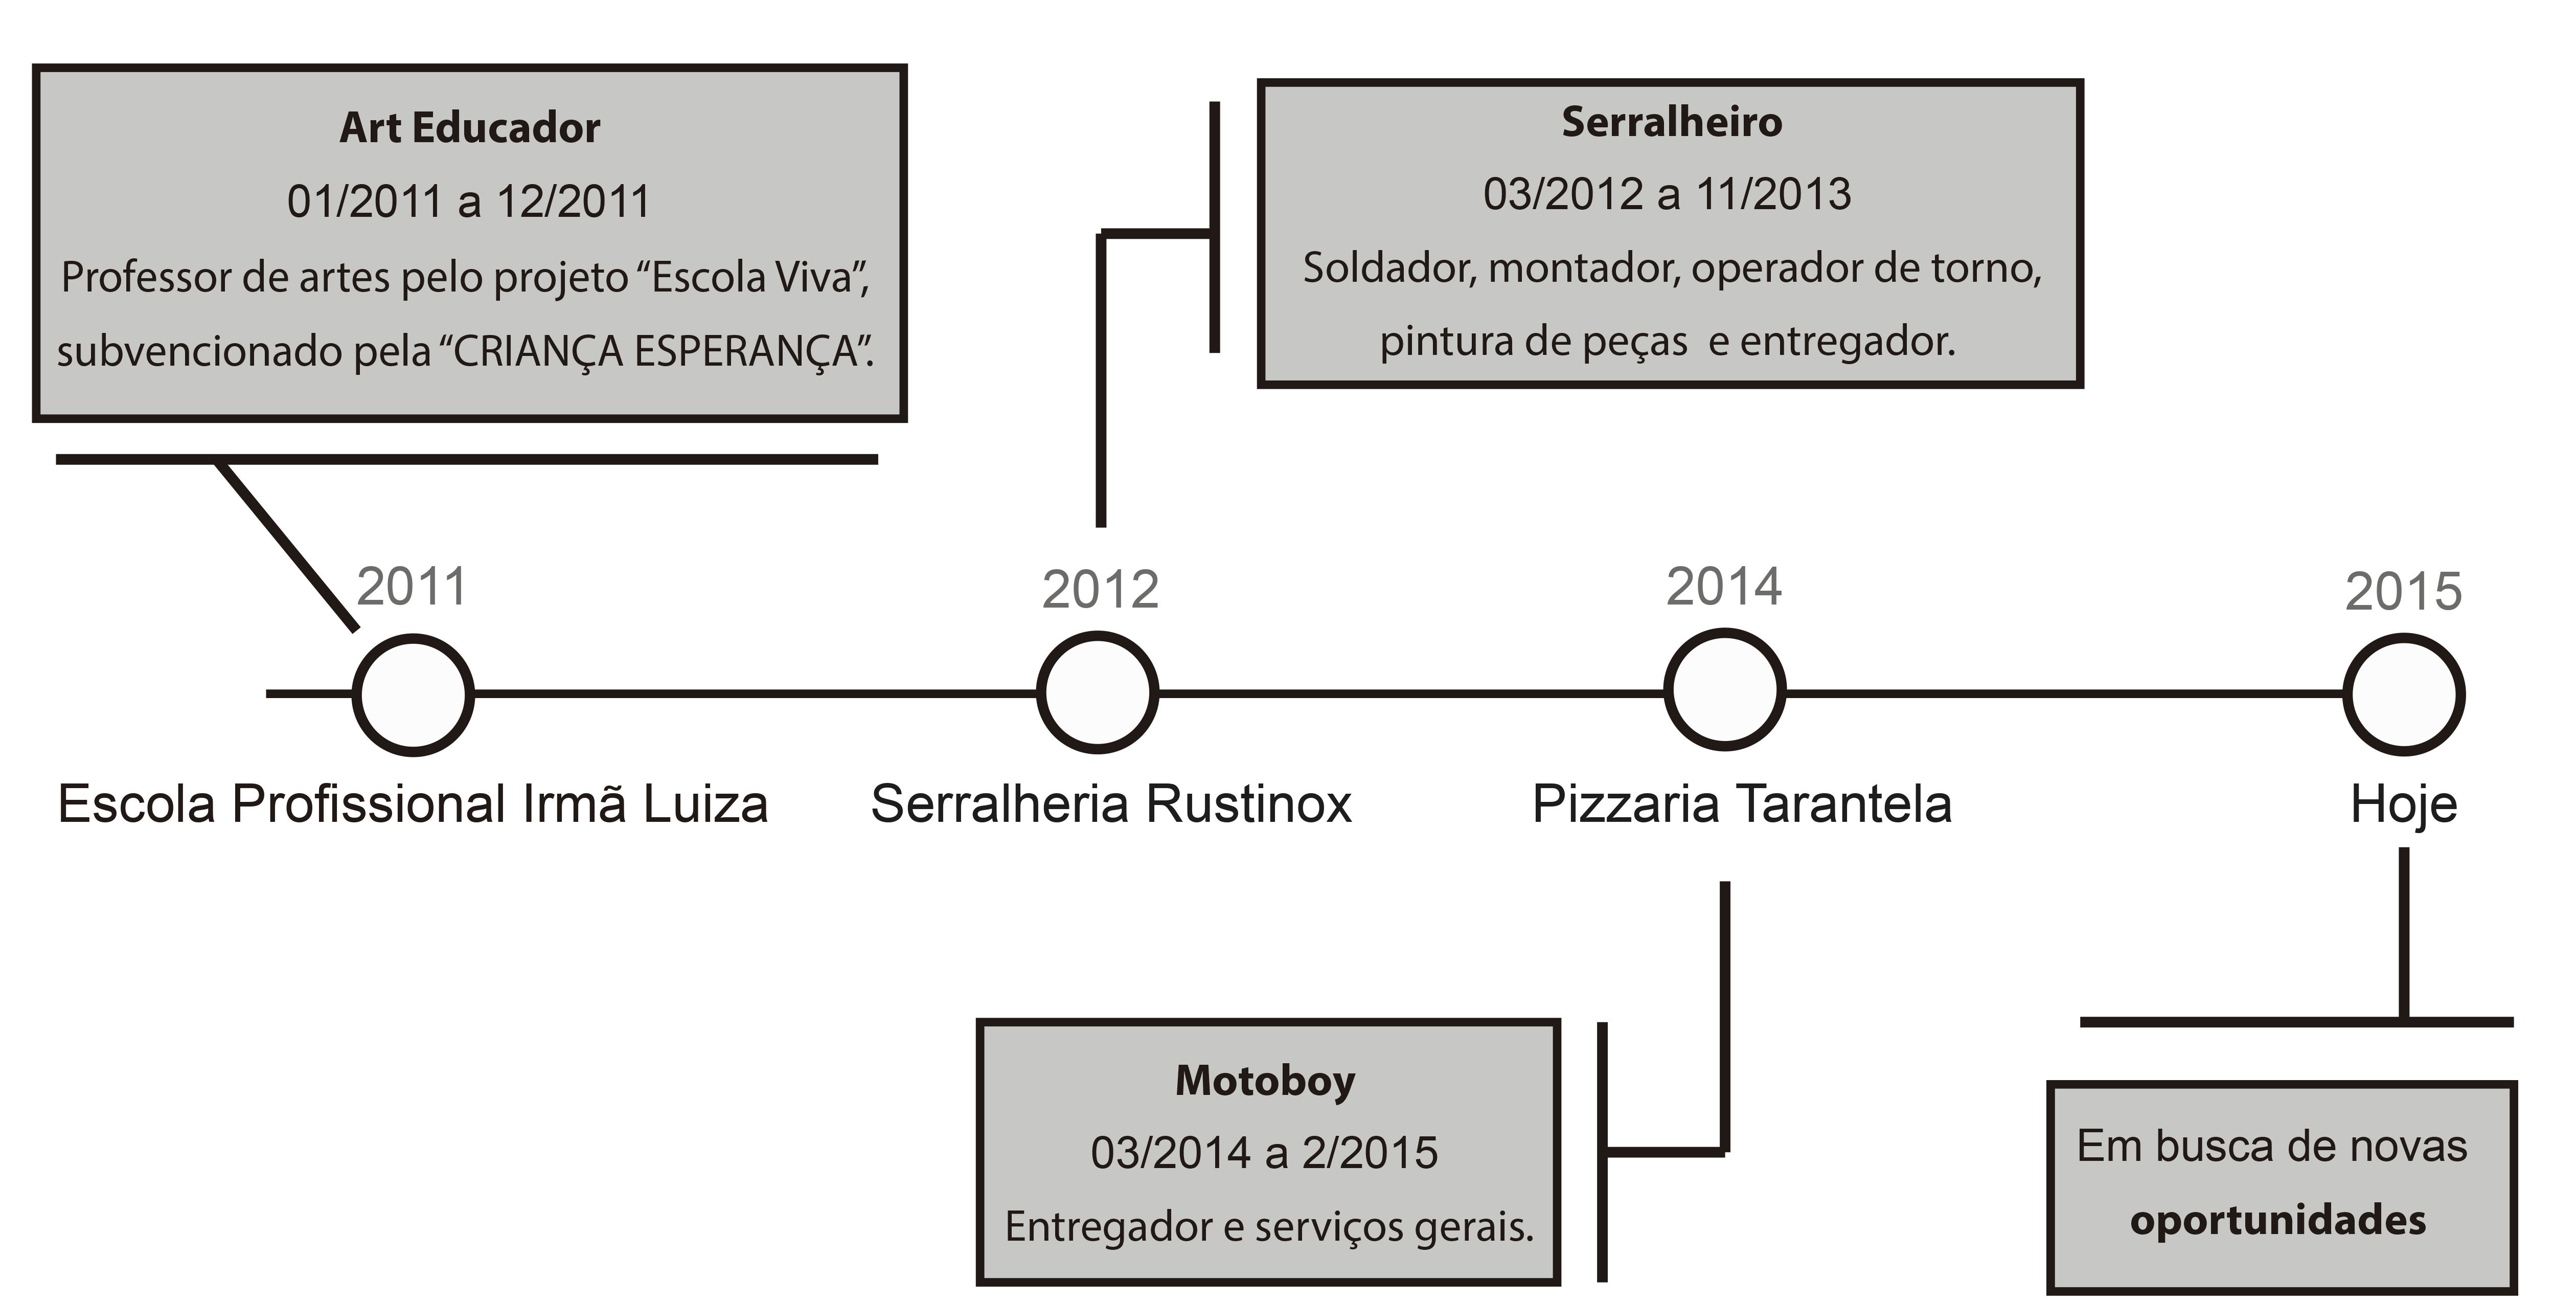 Art Educador
01/2011 a 12/2011
Professor de artes pelo projeto “Escola Viva”,
subvencionado pela “CRIANÇA ESPERANÇA”.
Serralheiro
03/2012 a 11/2013
Soldador, montador, operador de torno,
pintura de peças  e entregador.
2011
2012
2014
2015
Escola Profissional Irmã Luiza
Serralheria Rustinox
Pizzaria Tarantela
Hoje
Motoboy
03/2014 a 2/2015
Entregador e serviços gerais.
Em busca de novas
oportunidades